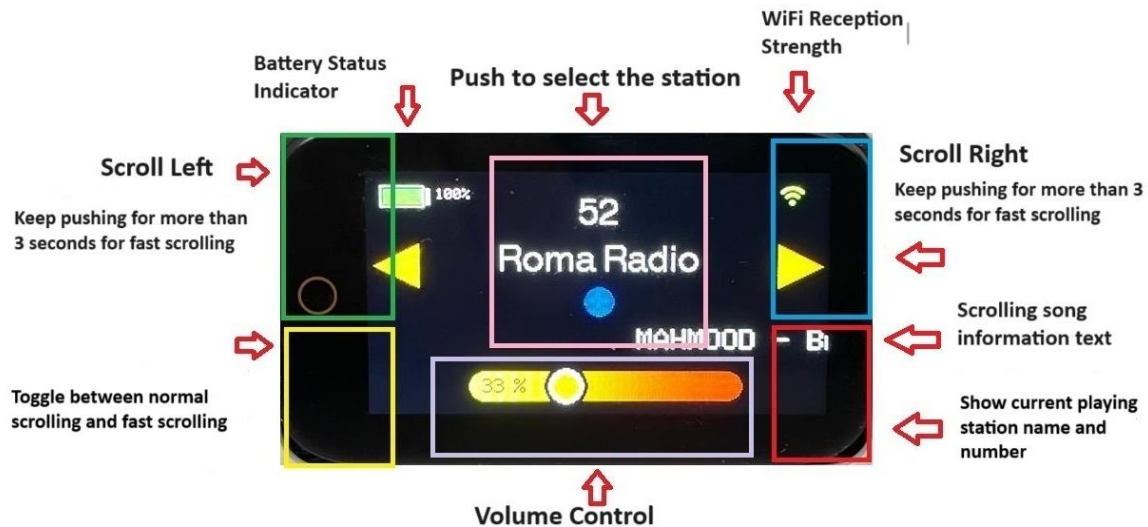 WiFi Reception
Strength
Battery Status
Indicator
Push to select the station
Scroll Left
Scroll Right
Keep pushing for more than
3 seconds for fast scrolling
Keep pushing for more than 3
seconds for fast scrolling
100%
52
Roma Radio
MAHMOOD -
Scrolling song
information text
33 %
Toggle between normal
scrolling and fast scrolling
Show current playing
station name and
number
Volume Control